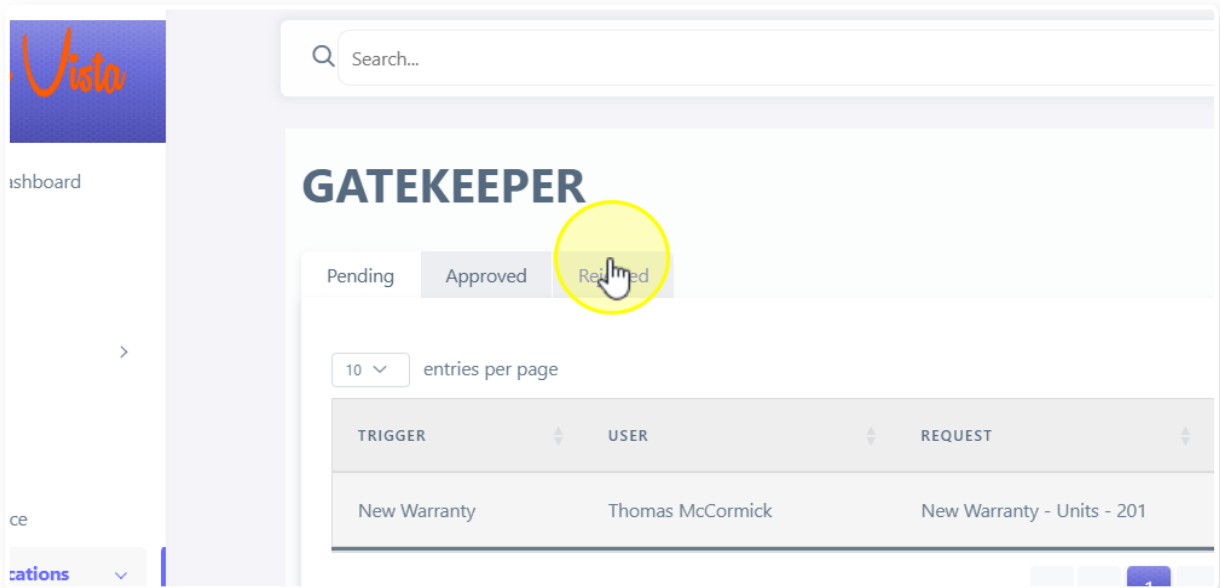 Vista
Search...
ashboard
GATEKEEPER
Pending Approved
10 entries per page
TRIGGER USER REQUEST
New Warranty Thomas McCormick New Warranty - Units - 201
ce
cations
1